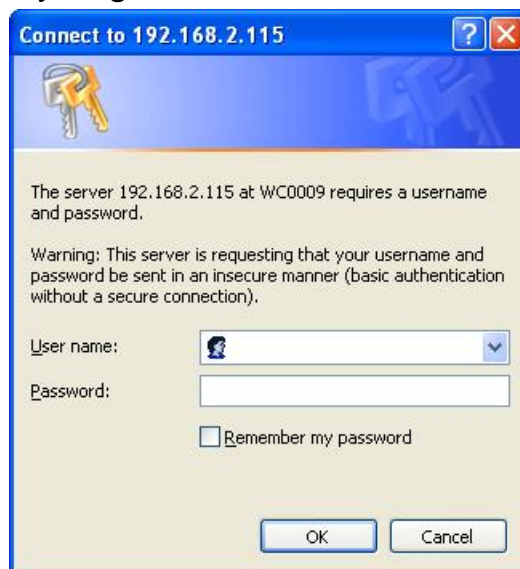 Connect to 192.168.2.115
The server 192.168.2.115 at WC0009 requires a username
and password.
Warning: This server is requesting that your username and
password be sent in an insecure manner (basic authentication
without a secure connection).
User name:
Password:
Remember my password
OK Cancel